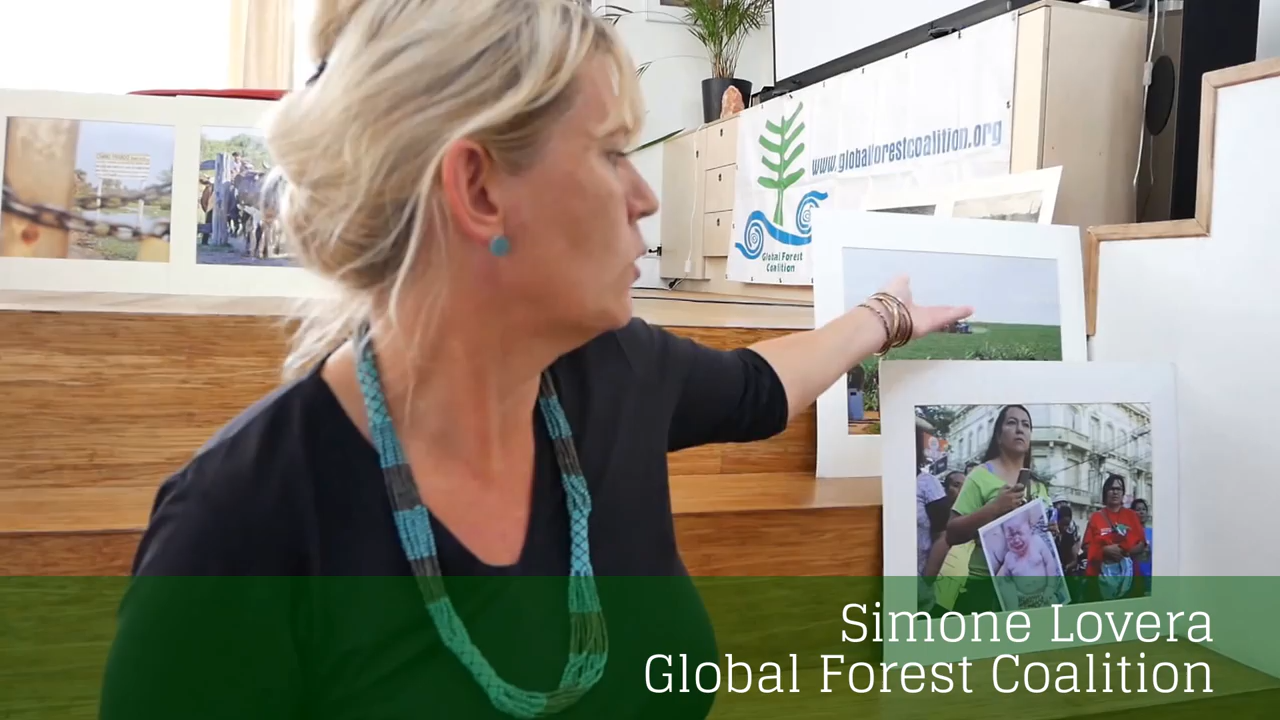 www.globalforestcoalition.org
Global Forest
Coalition
Simone Lovera
Global Forest Coalition